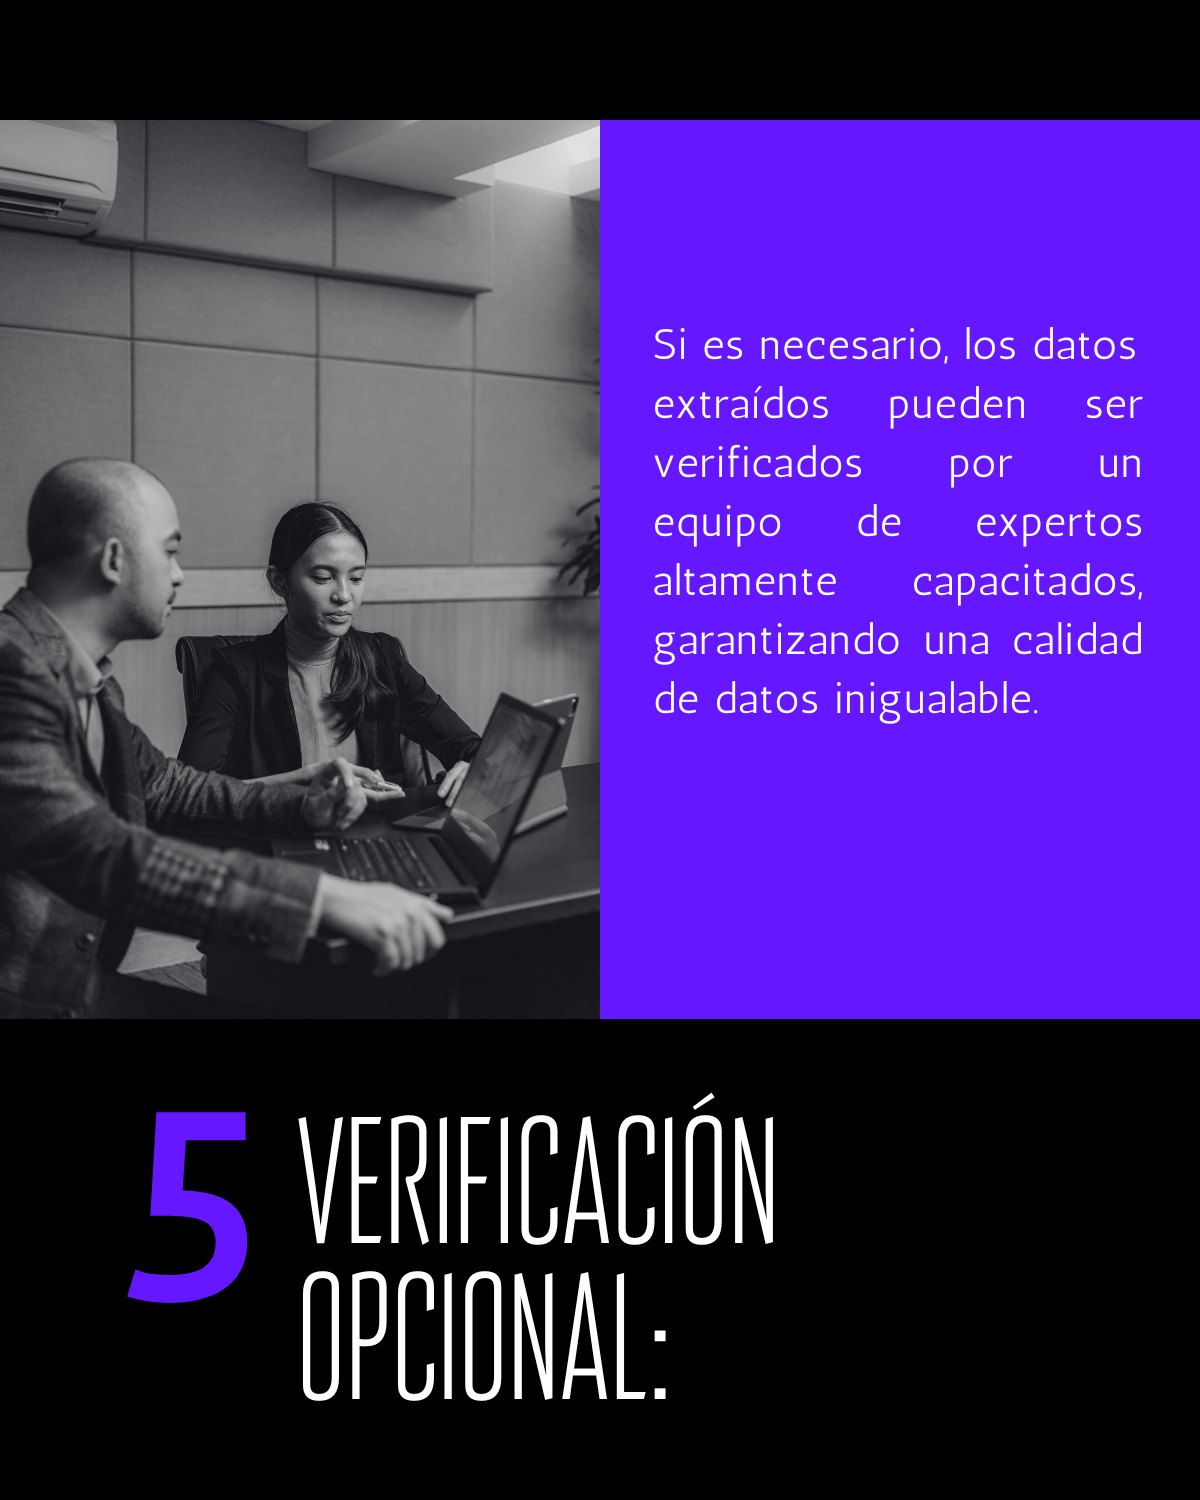 Si es necesario, los datos
extraídos pueden ser
verificados por un
equipo de expertos
altamente capacitados,
garantizando una calidad
de datos inigualable.
5
VERIFICACIÓN
OPCIONAL: